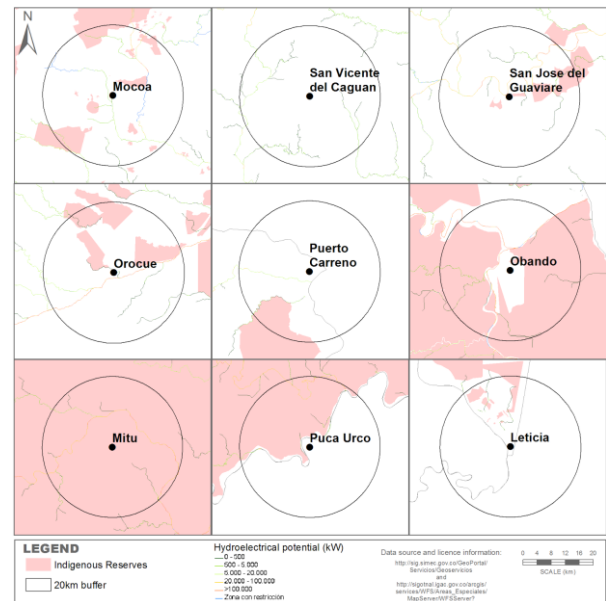 N
Mocoa
San Vicente
del Caguan
San Jose del
Guaviare
Orocue
Puerto
Carreno
Obando
Mitu
Puca Urco
Leticia
LEGEND
Indigenous Reserves
20km buffer
Hydroelectrical potential (kW)
0 - 500
500 - 5.000
5.000 - 20.000
20.000 - 100.000
>100.000
Zona con restricción
Data source and licence information:
http://sig.simec.gov.co/GeoPortal/
Servicios/Geoservicios
and
http://sigotnal.igac.gov.co/arcgis/
services/WFS/Areas_Especiales/
MapServer/WFSServer?
0 4 8 12 16 20
SCALE (km)